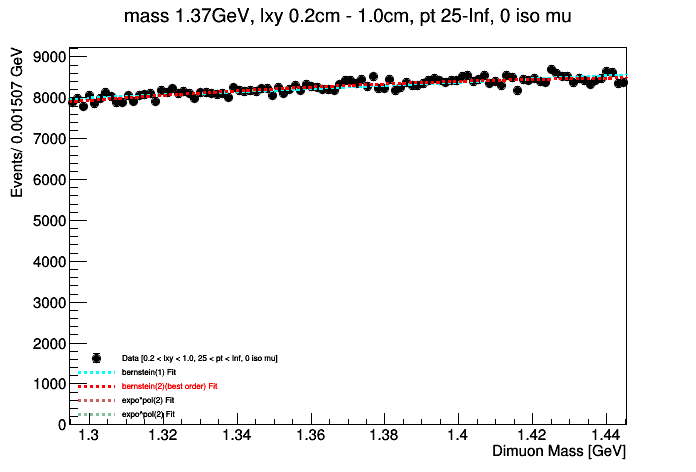 mass 1.37GeV, lxy 0.2cm - 1.0cm, pt 25-Inf, 0 iso mu
Events/ 0.001507 GeV
9000
8000
7000
6000
5000
4000
3000
2000
1000
0
Data [0.2 < lxy < 1.0, 25 < pt < Inf, 0 iso mu]
bernstein(1) Fit
bernstein(2)(best order) Fit
expo*pol(2) Fit
expo^pol(2) Fit
1.3 1.32 1.34 1.36 1.38 1.4 1.42 1.44
Dimuon Mass [GeV]